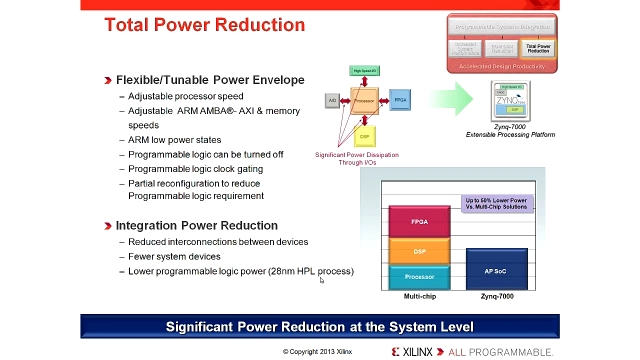 Total Power Reduction
Programmable Systems Integration
Total Power
Reduction
Accelerated Design Productivity
Flexible/Tunable Power Envelope
– Adjustable processor speed
– Adjustable ARM AMBA®- AXI & memory
speeds
– ARM low power states
– Programmable logic can be turned off
– Programmable logic clock gating
– Partial reconfiguration to reduce
Programmable logic requirement
High Speed I/O
A/D
Processor
FPGA
DSP
Significant Power Dissipation
Through I/Os
ZYNQ
Zynq-7000
Extensible Processing Platform
Integration Power Reduction
– Reduced interconnections between devices
– Fewer system devices
– Lower programmable logic power (28nm HPL process)
Up to 50% Lower Power
Vs. Multi-Chip Solutions
FPGA
DSP
Processor
AP SoC
Multi-chip
Zynq-7000
Significant Power Reduction at the System Level
© Copyright 2013 Xilinx
XILINX
ALL PROGRAMMABLE.